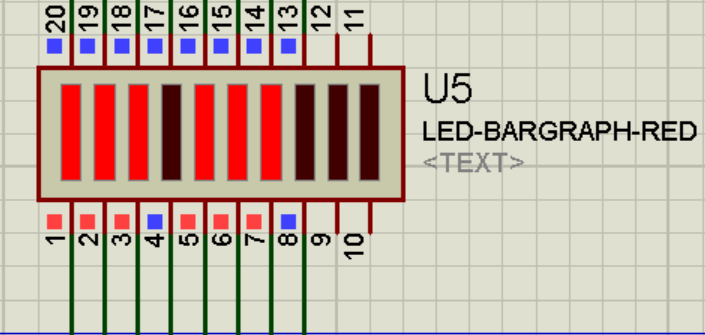 20 19 18 17 16 15 14 13 12 11
U5
LED-BARGRAPH-RED
<TEXT>
1 2 3 4 5 6 7 8 9 10